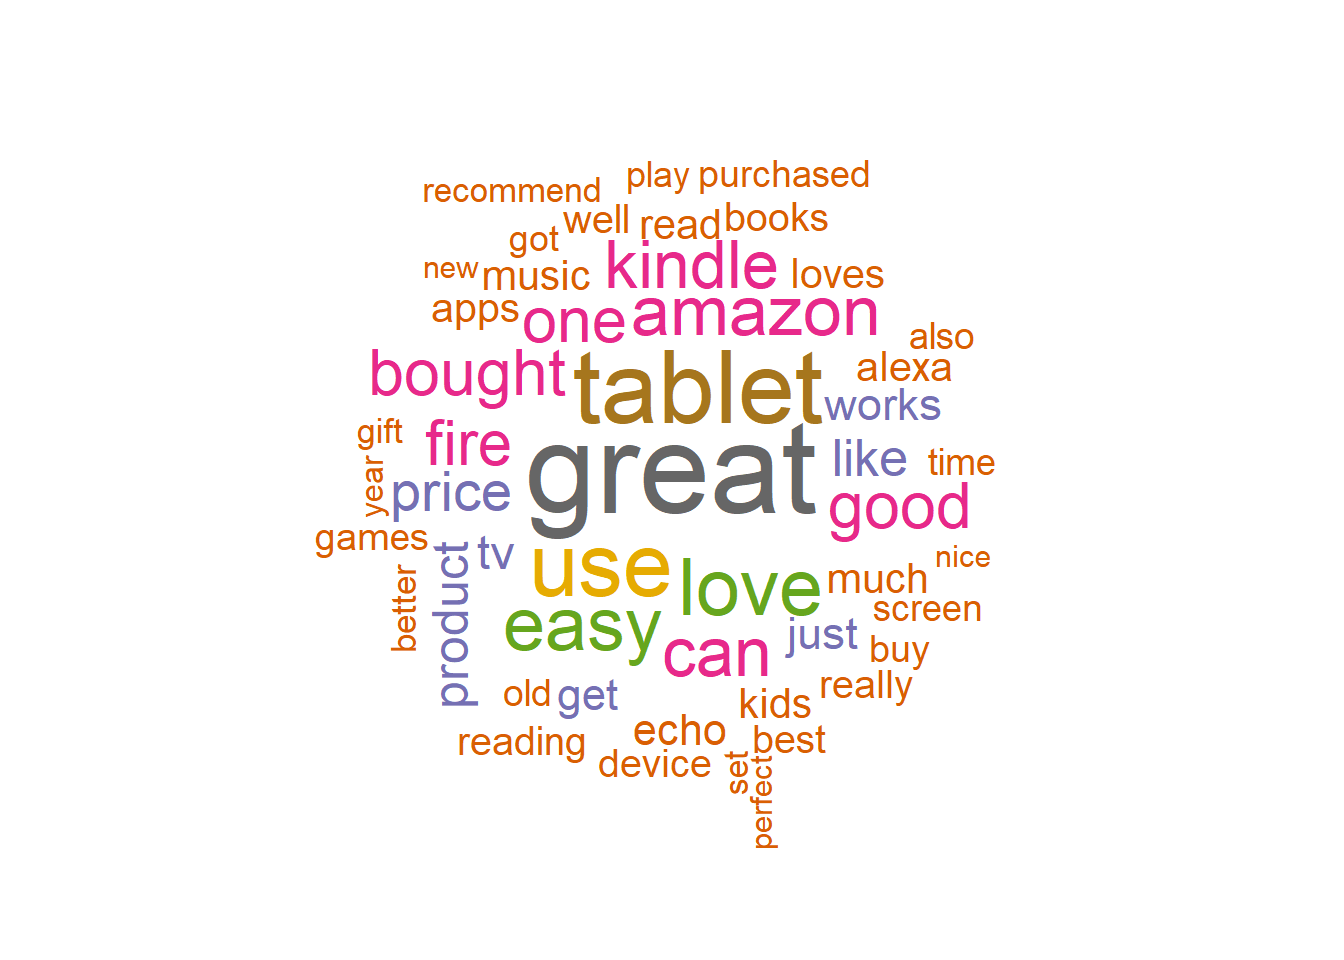 play purchased
recommend
well read books
got
kindle
new music loves
apps one amazon
also
bought tablet alexa
works
gift fire great like time
year
price good
games
product tv use love nice
better much
screen
easy can just
buy
really
old get kids
reading echo best
device set
perfect